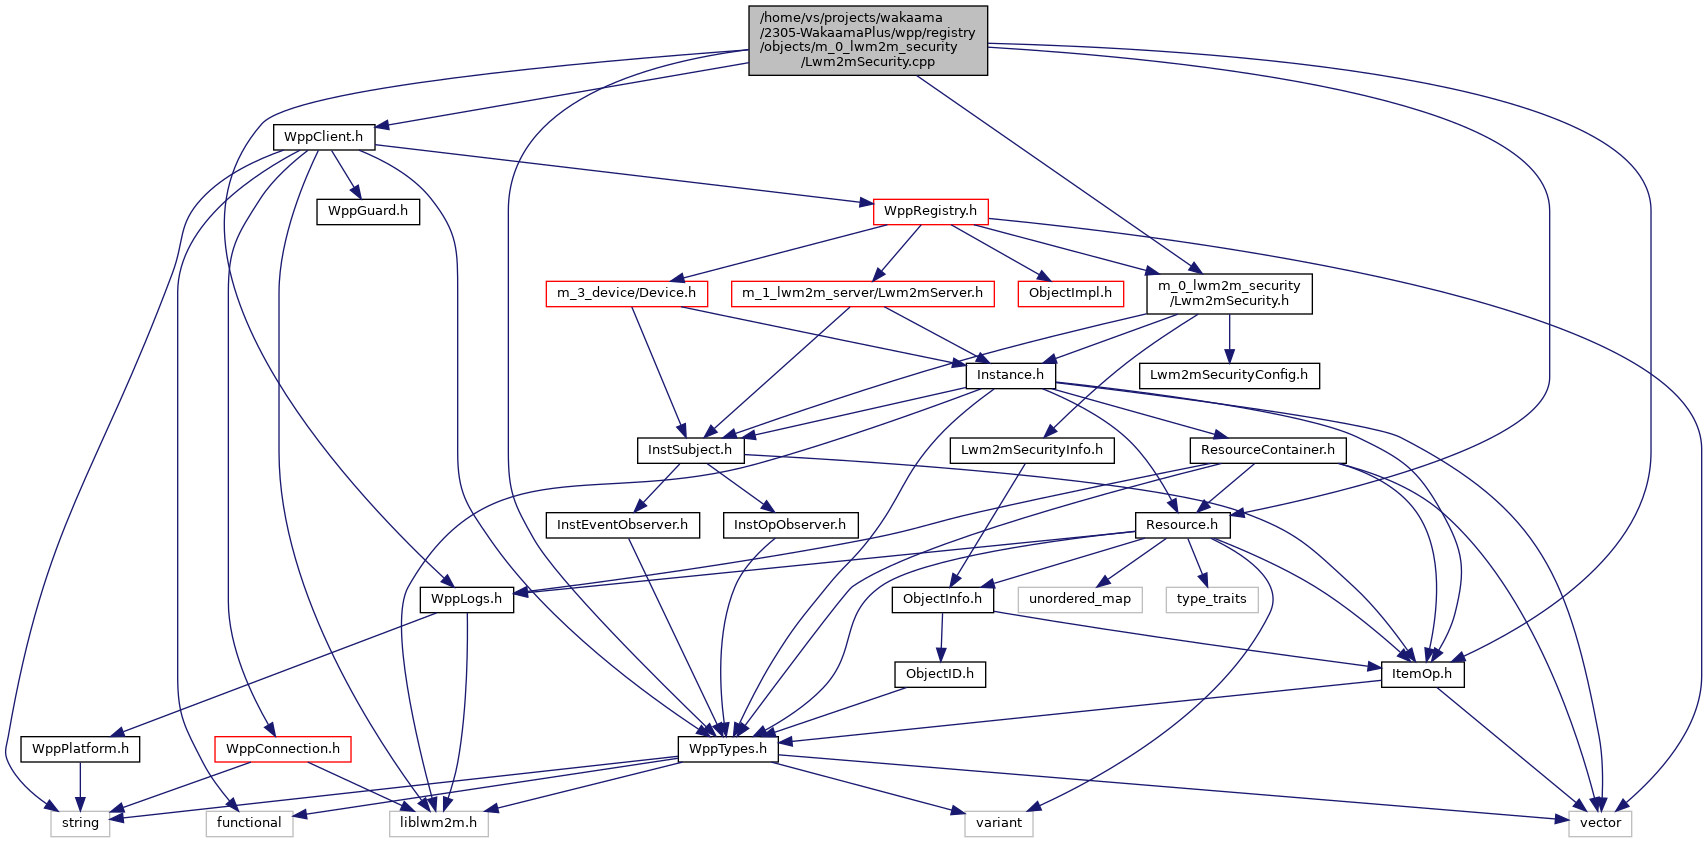 /home/vs/projects/wakaama
/2305-WakaamaPlus/wpp/registry
/objects/m_0_lwm2m_security
/Lwm2mSecurity.cpp
WppClient.h
WppGuard.h
WppRegistry.h
m_3_device/Device.h
m_1_lwm2m_server/Lwm2mServer.h
ObjectImpl.h
m_0_lwm2m_security
/Lwm2mSecurity.h
Instance.h
Lwm2mSecurityConfig.h
InstSubject.h
Lwm2mSecurityInfo.h
ResourceContainer.h
InstEventObserver.h
InstOpObserver.h
Resource.h
WppLogs.h
ObjectInfo.h
unordered_map
type_traits
ObjectID.h
ItemOp.h
WppPlatform.h
WppConnection.h
WppTypes.h
string
functional
liblwm2m.h
variant
vector